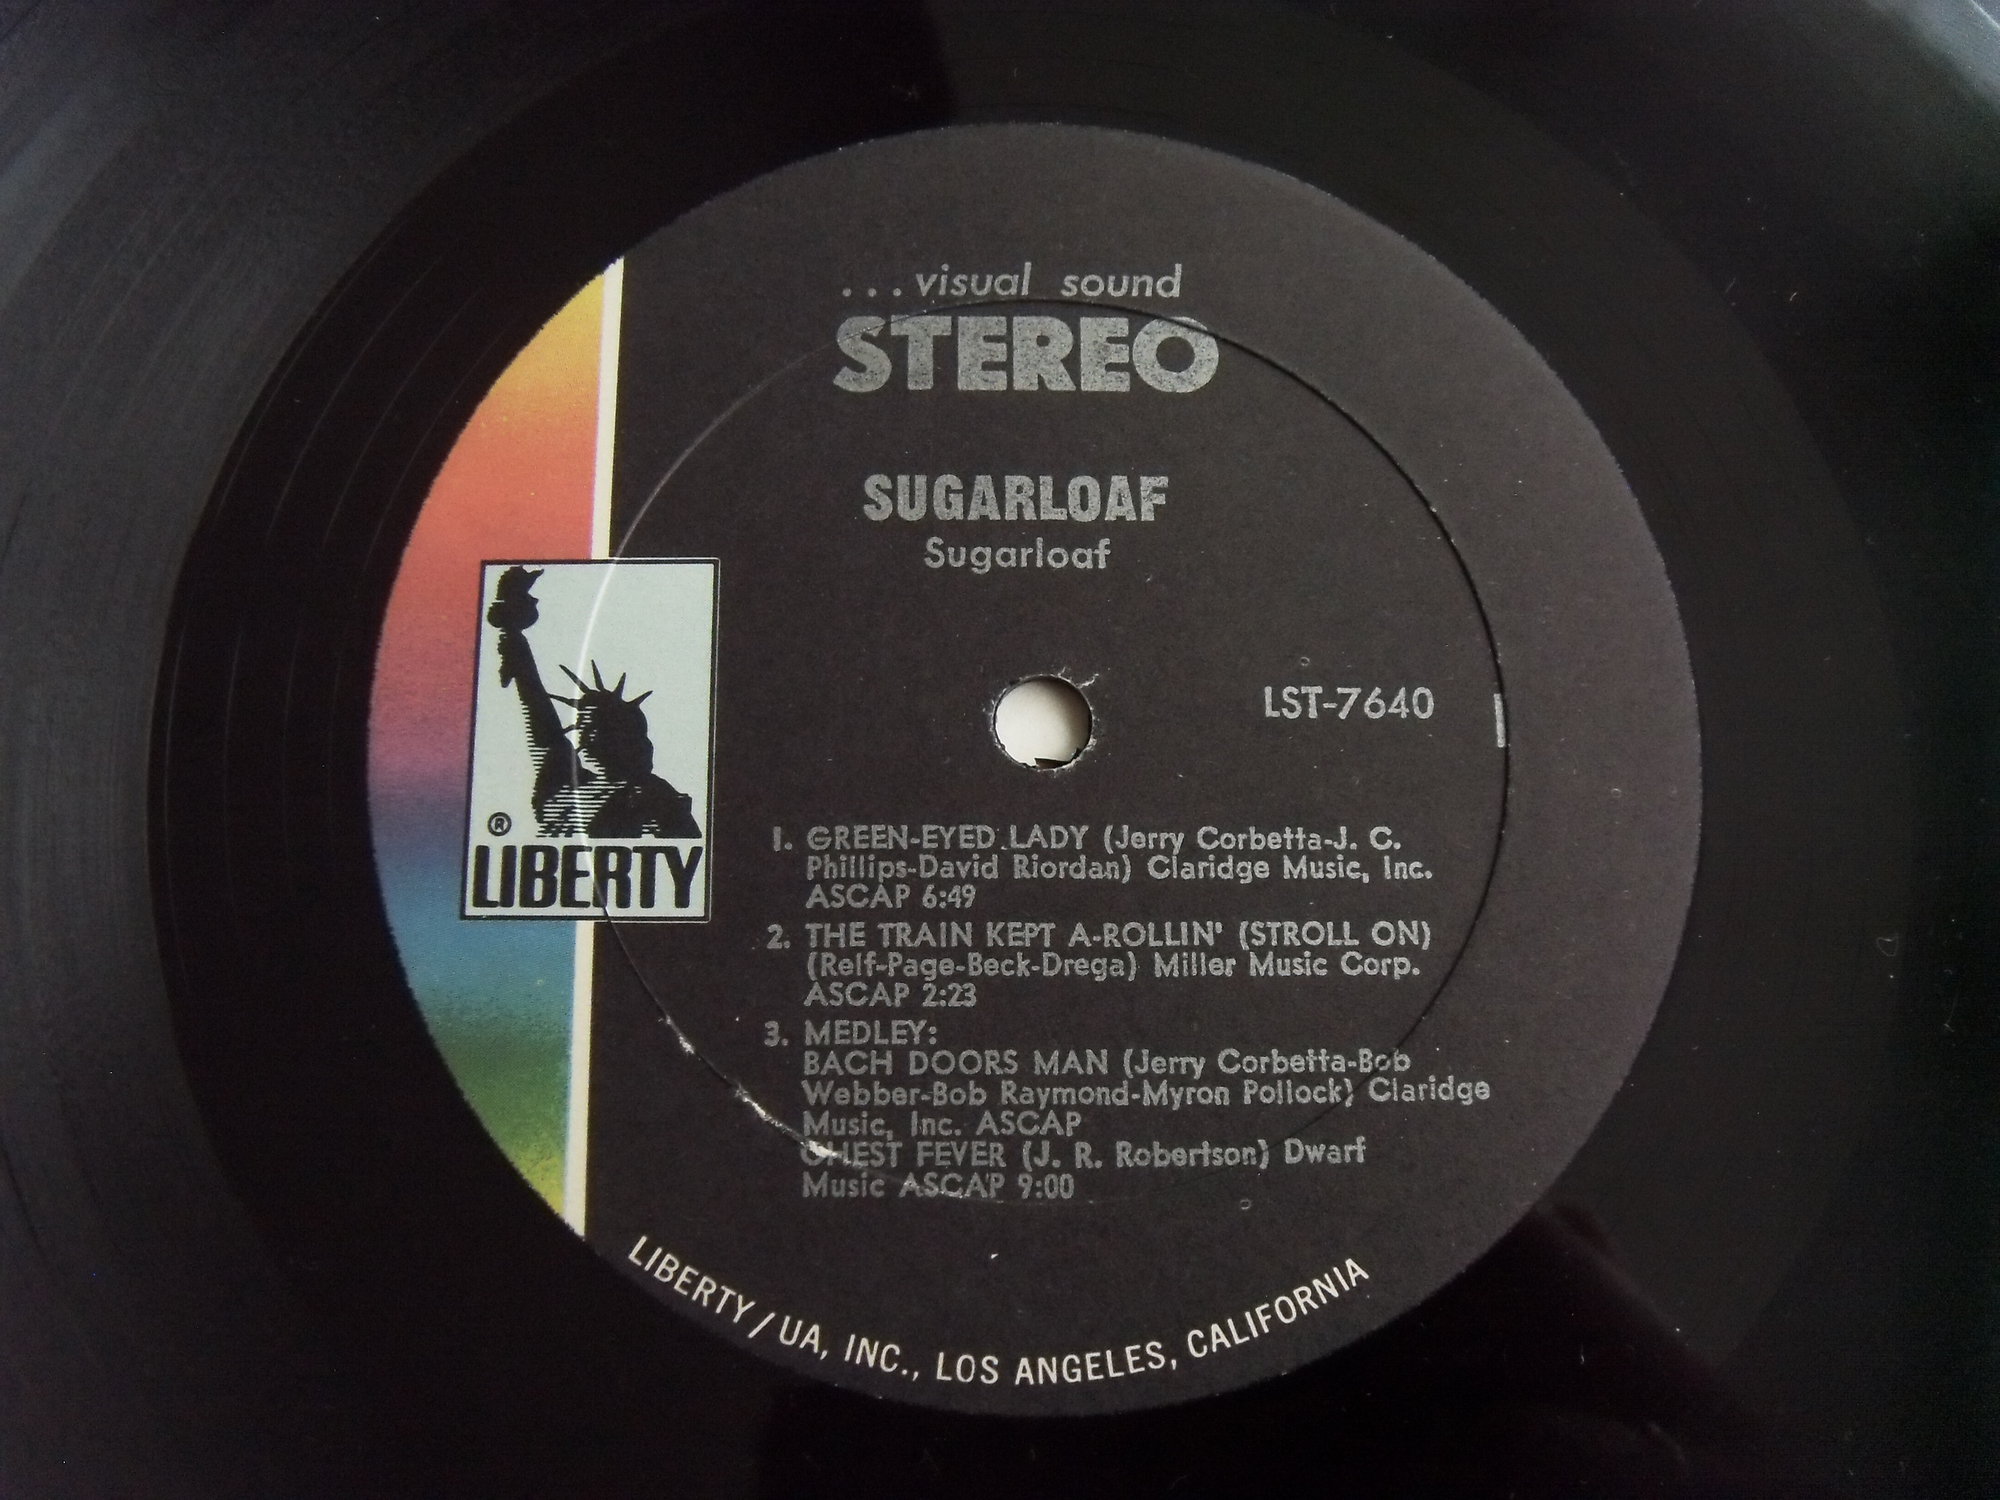 ...visual sound
STEREO
SUGARLOAF
Sugarloaf
LST-7640
1
®
LIBERTY
1. GREEN-EYED LADY (Jerry Corbetta-J. C.
Phillips-David Riordan) Claridge Music, Inc.
ASCAP 6:49
2. THE TRAIN KEPT A-ROLLIN' (STROLL ON)
(Relf-Page-Beck-Drega) Miller Music Corp.
ASCAP 2:23
3. MEDLEY:
BACH DOORS MAN (Jerry Corbetta-Bob
Webber-Bob Raymond-Myron Pollock) Claridge
Music, Inc. ASCAP
CHEST FEVER (J. R. Robertson) Dwarf
Music ASCAP 9:00
LIBERTY/UA, INC., LOS ANGELES, CALIFORNIA